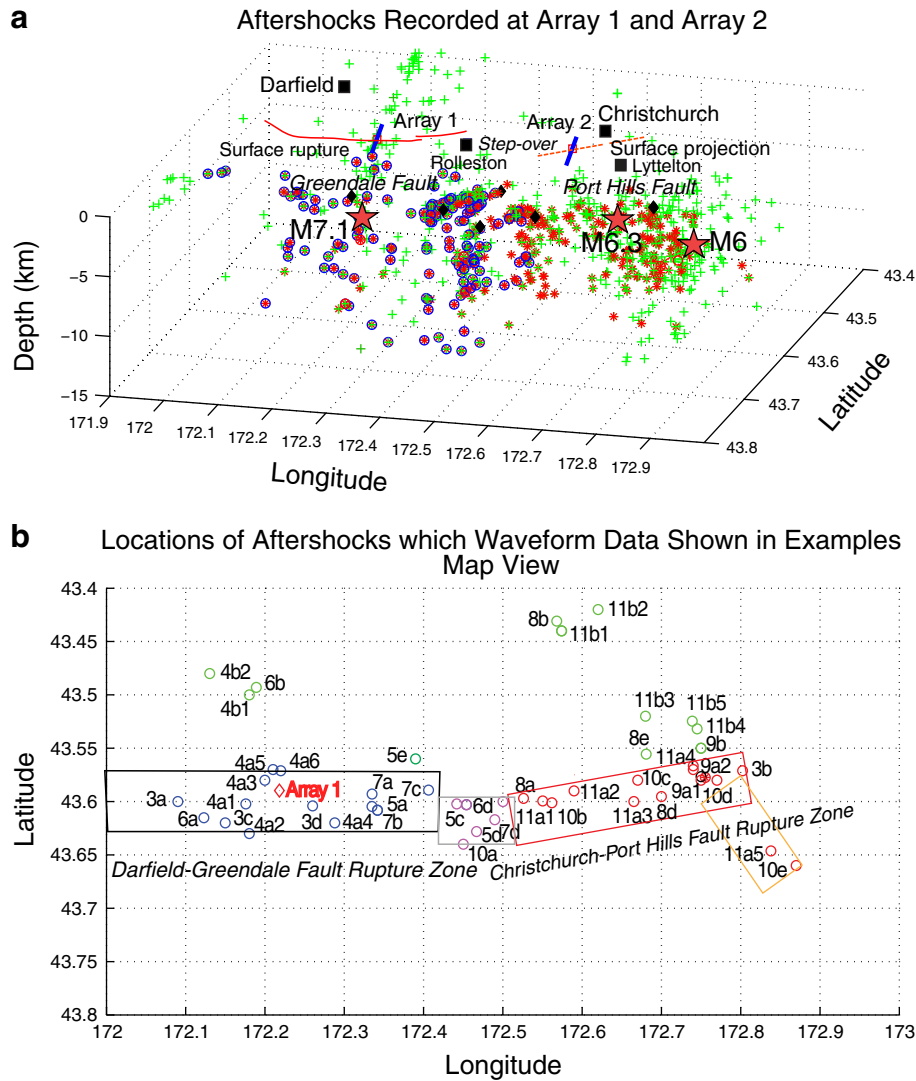 a
Aftershocks Recorded at Array 1 and Array 2
Darfield
Array 1
Array 2
Christchurch
Surface rupture
Step-over
Surface projection
Rolleston
Lyttelton
Greendale Fault
Port Hills Fault
M7.1
M6.3
M6
Depth (km)
0
−5
−10
−15
171.9
172
172.1
172.2
172.3
172.4
172.5
172.6
172.7
172.8
172.9
43.8
43.7
43.6
43.5
43.4
Longitude
Latitude
b
Locations of Aftershocks which Waveform Data Shown in Examples
Map View
43.4
43.45
43.5
43.55
43.6
43.65
43.7
43.75
43.8
Latitude
8b
11b2
11b1
4b2
6b
4b1
11b3
11b5
11b4
8e
9b
5e
4a5
4a6
11a4
9a2
3b
4a3
Array 1
7a
7c
8a
11a2
10c
9a1
10d
3a
4a1
5a
6d
6a
3c
4a2
3d
4a4
7b
5c
5d
7d
11a1
10b
11a3
8d
10a
11a5
10e
Darfield-Greendale Fault Rupture Zone
Christchurch-Port Hills Fault Rupture Zone
172
172.1
172.2
172.3
172.4
172.5
172.6
172.7
172.8
172.9
173
Longitude